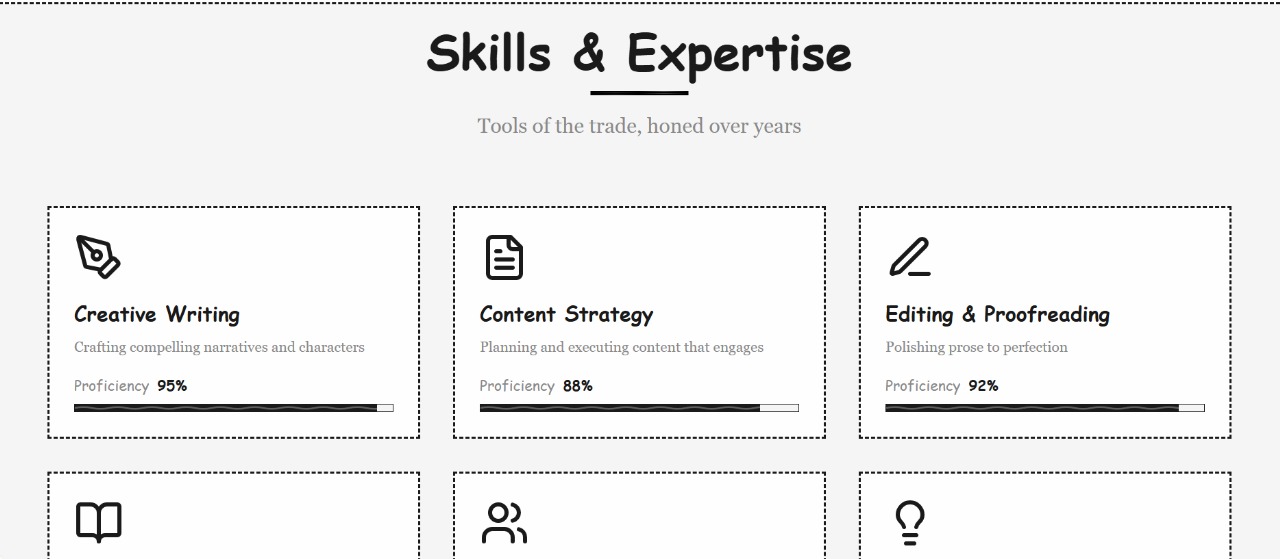 Skills & Expertise
Tools of the trade, honed over years
Creative Writing
Crafting compelling narratives and characters
Proficiency 95%
Content Strategy
Planning and executing content that engages
Proficiency 88%
Editing & Proofreading
Polishing prose to perfection
Proficiency 92%